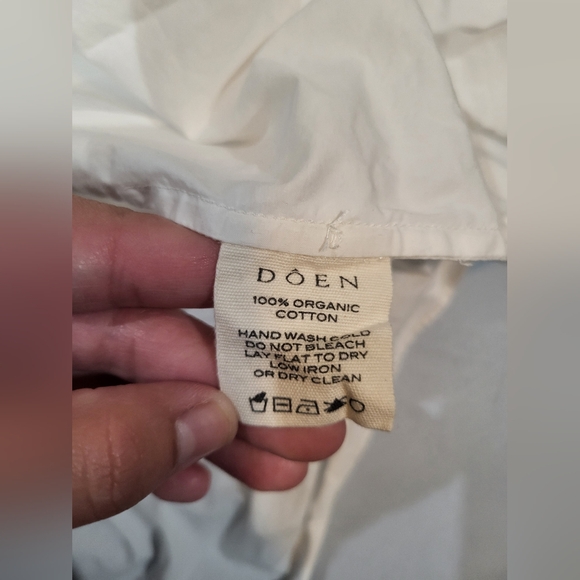 DÔEN
100% ORGANIC
COTTON
HAND WASH COLD
DO NOT BLEACH
LAY FLAT TO DRY
LOW IRON
OR DRY CLEAN